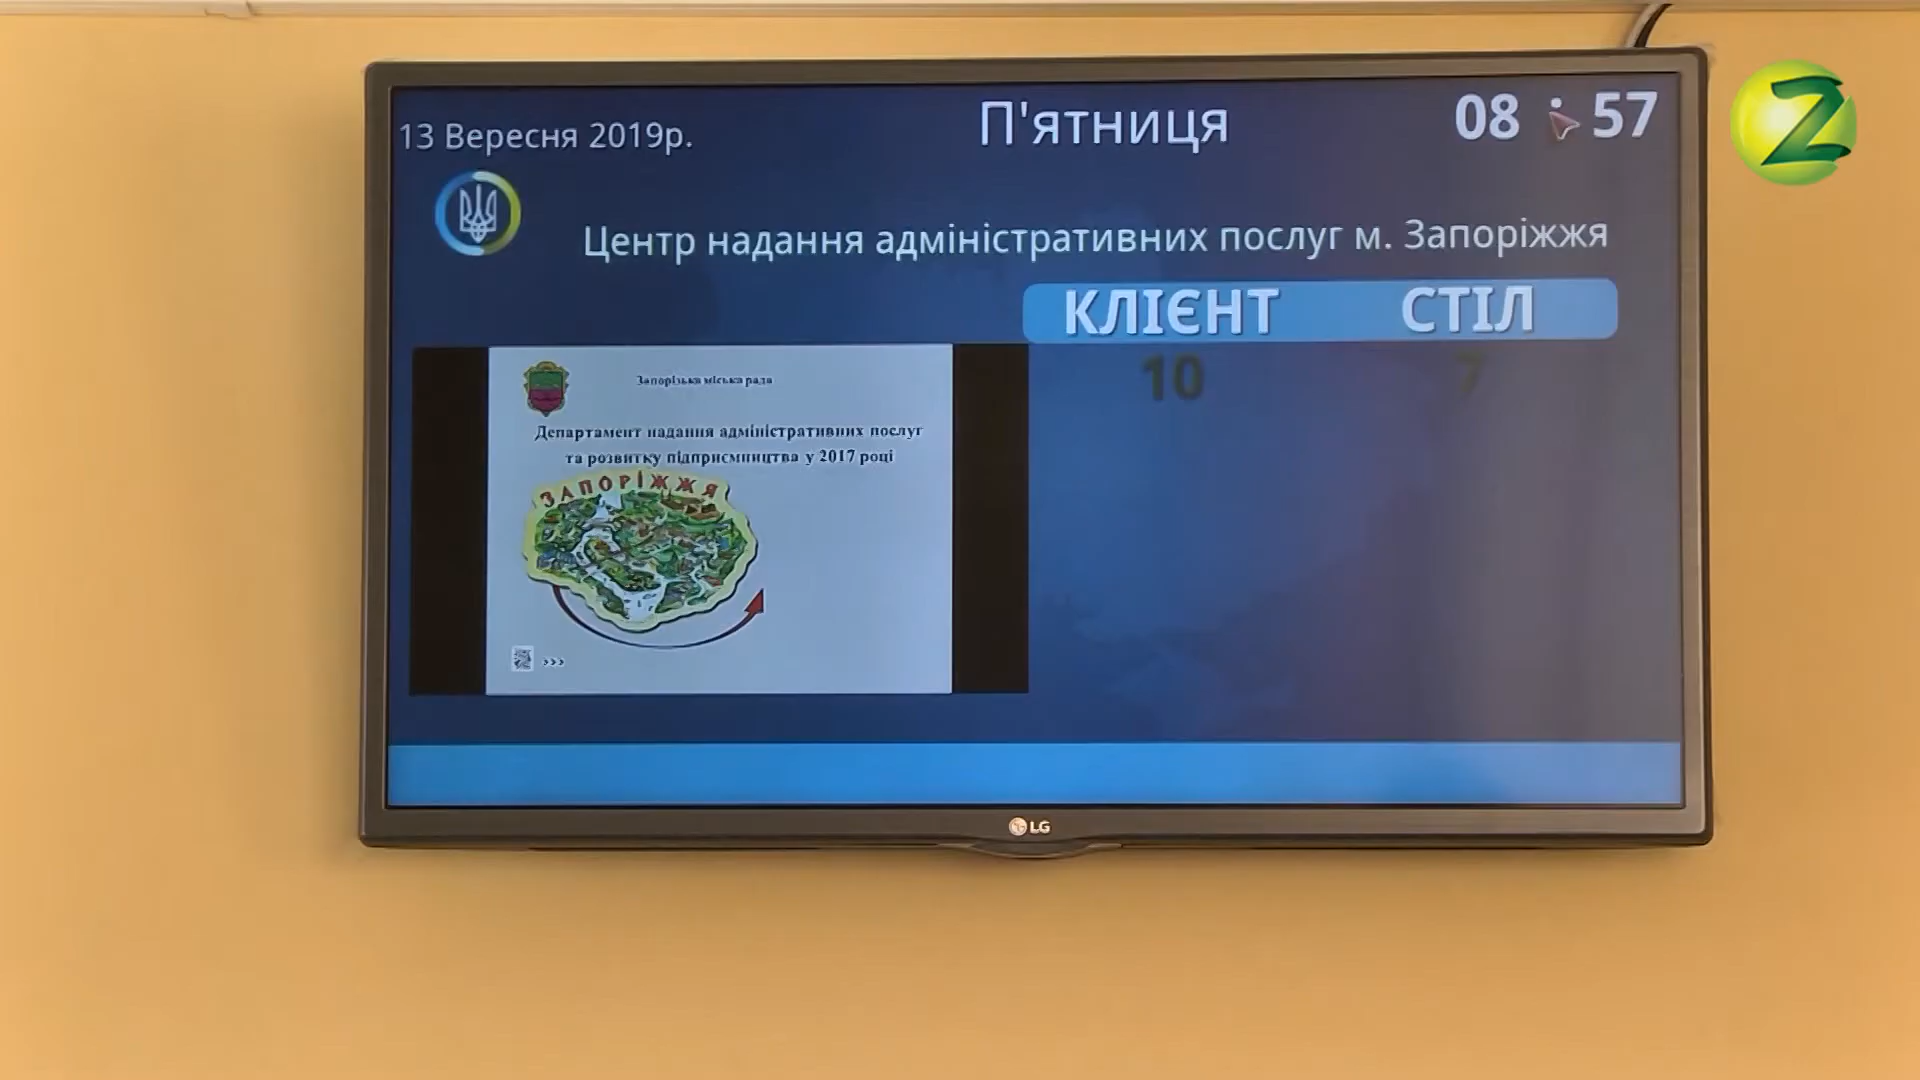 13 Вересня 2019р.
П'ятниця
08 : 57
Центр надання адміністративних послуг м. Запоріжжя
КЛІЄНТ СТІЛ
10 7
Запорізька міська рада
Департамент надання адміністративних послуг
та розвитку підприємництва у 2017 році
ЗАПОРІЖЖЯ
>>>
LG
Z